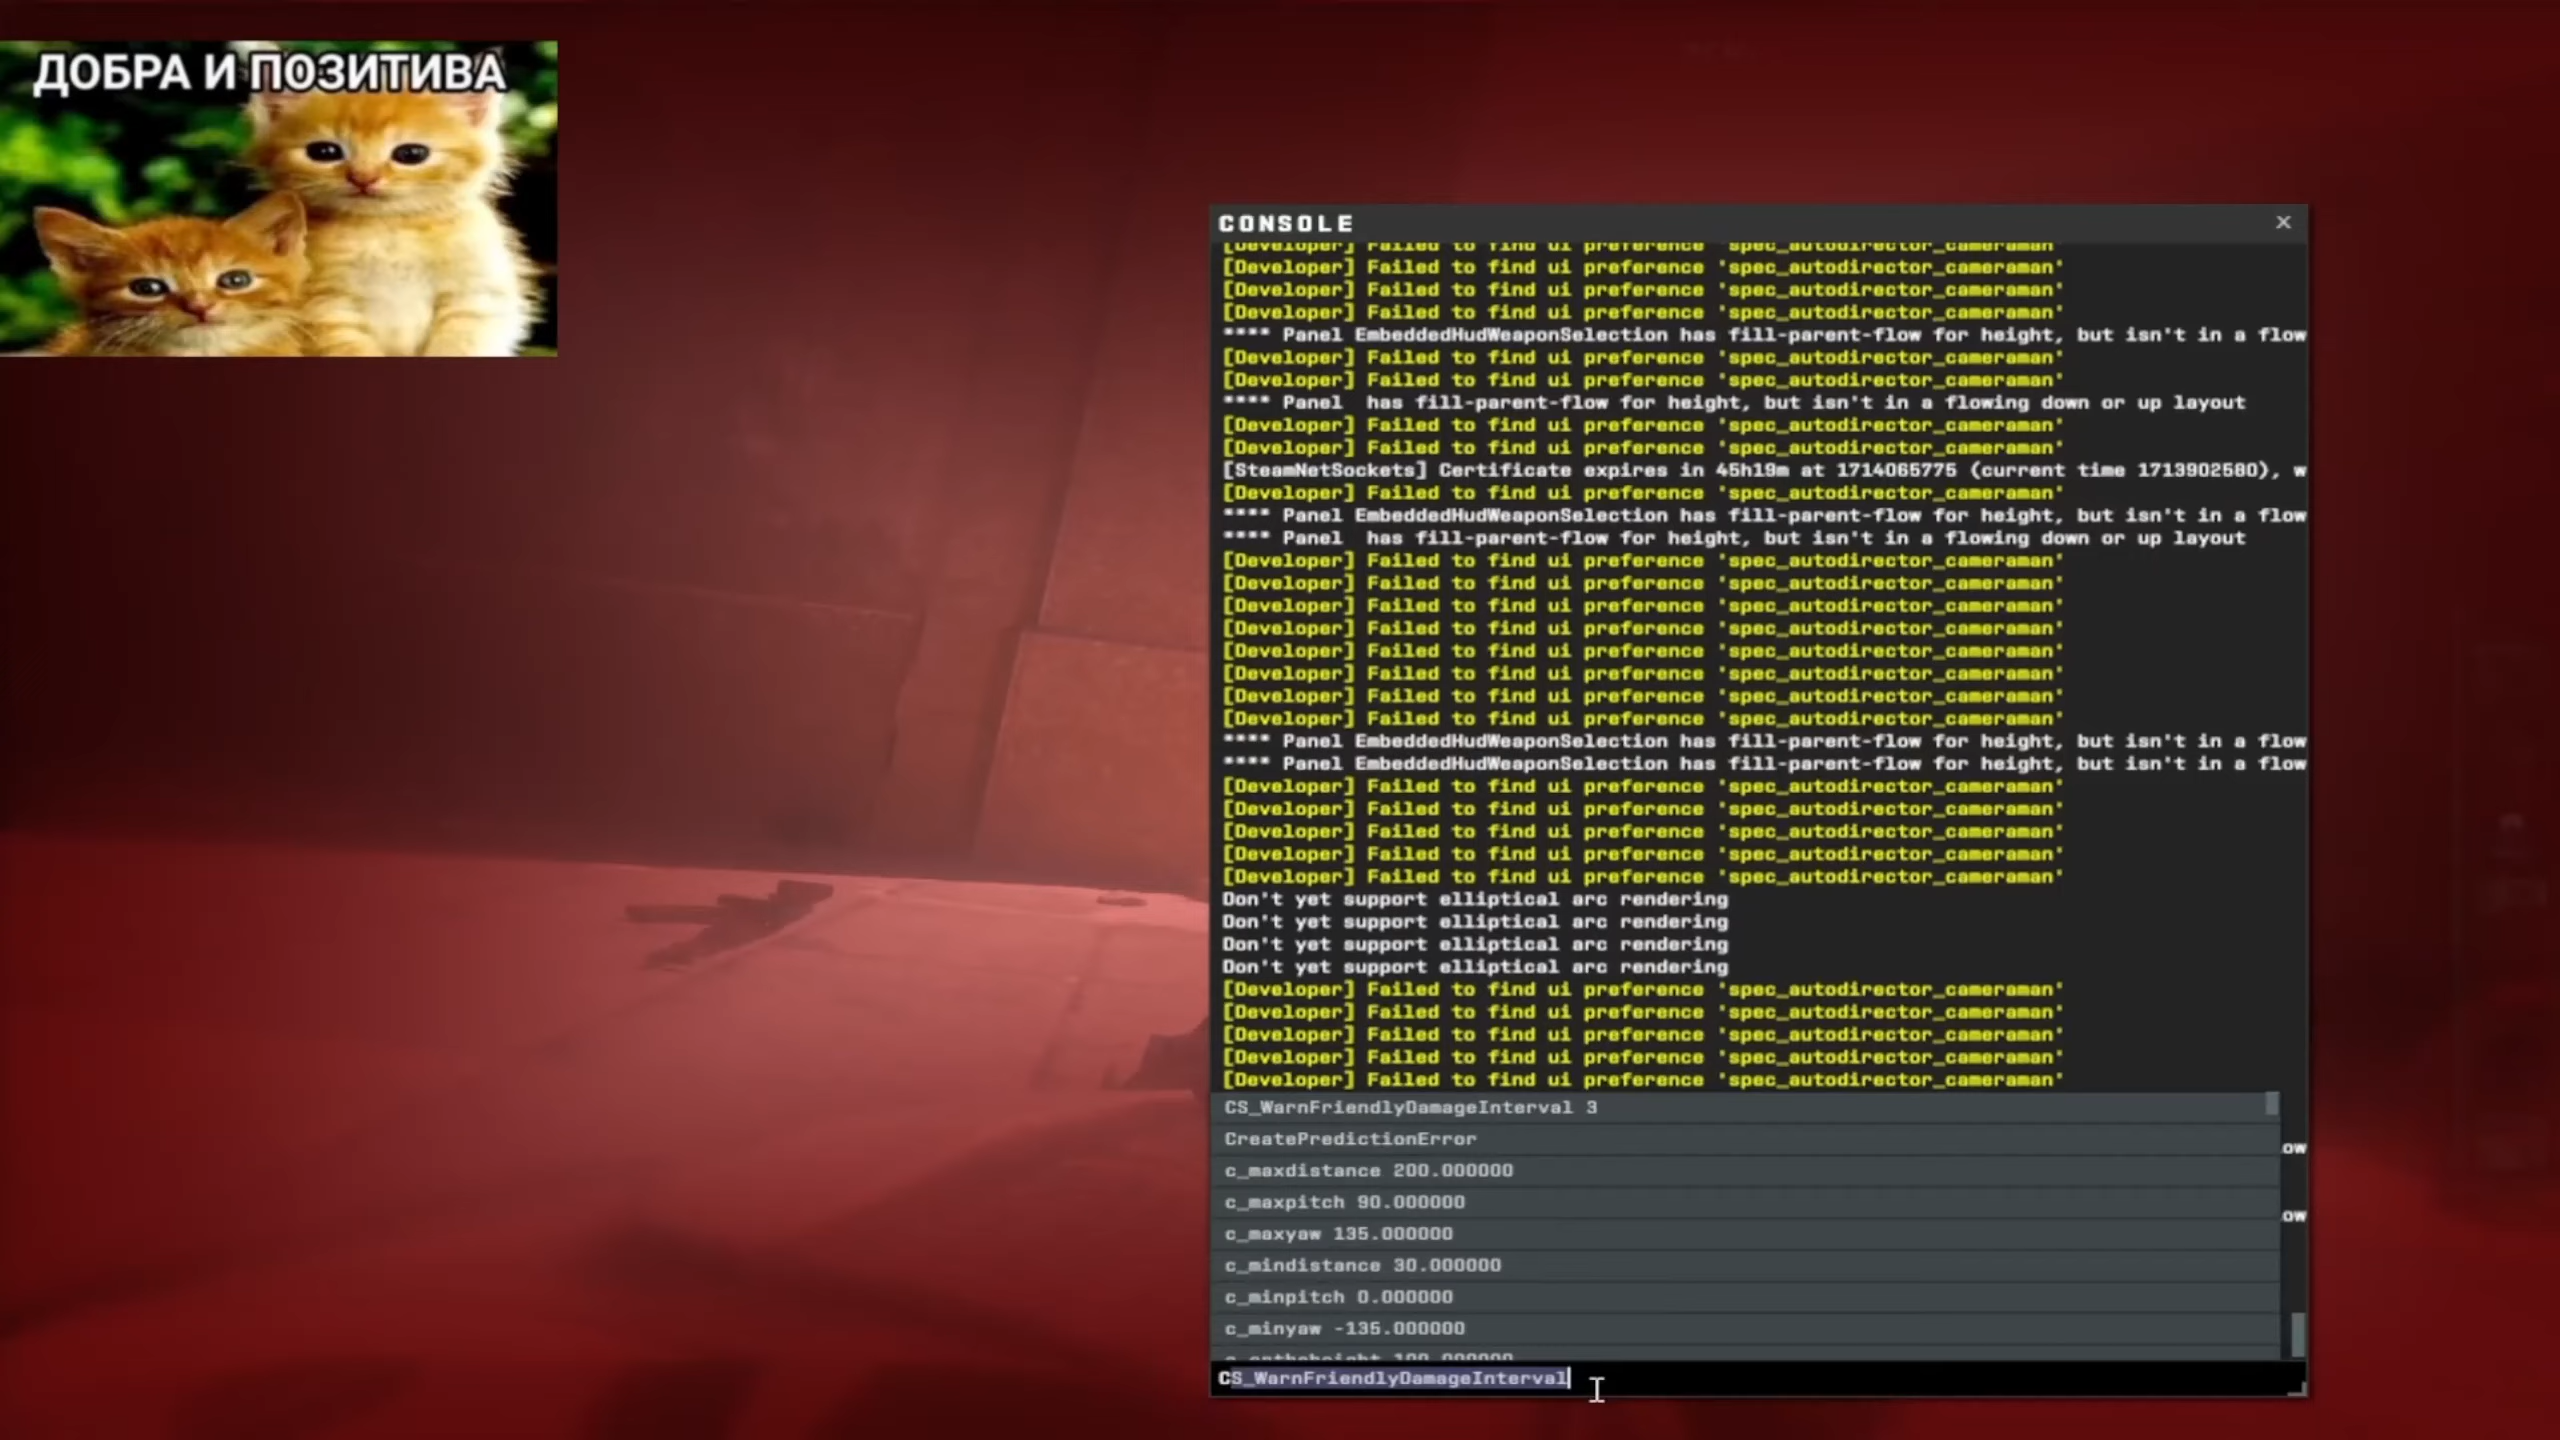 ДОБРА И ПОЗИТИВА
CONSOLE
[Developer] Failed to find ui preference 'spec_autodirector_cameraman'
[Developer] Failed to find ui preference 'spec_autodirector_cameraman'
[Developer] Failed to find ui preference 'spec_autodirector_cameraman'
[Developer] Failed to find ui preference 'spec_autodirector_cameraman'
**** Panel EmbeddedHudWeaponSelection has fill-parent-flow for height, but isn't in a flow
[Developer] Failed to find ui preference 'spec_autodirector_cameraman'
[Developer] Failed to find ui preference 'spec_autodirector_cameraman'
**** Panel  has fill-parent-flow for height, but isn't in a flowing down or up layout
[Developer] Failed to find ui preference 'spec_autodirector_cameraman'
[Developer] Failed to find ui preference 'spec_autodirector_cameraman'
[SteamNetSockets] Certificate expires in 45h19m at 1714065775 (current time 1713902580), w
[Developer] Failed to find ui preference 'spec_autodirector_cameraman'
**** Panel EmbeddedHudWeaponSelection has fill-parent-flow for height, but isn't in a flow
**** Panel  has fill-parent-flow for height, but isn't in a flowing down or up layout
[Developer] Failed to find ui preference 'spec_autodirector_cameraman'
[Developer] Failed to find ui preference 'spec_autodirector_cameraman'
[Developer] Failed to find ui preference 'spec_autodirector_cameraman'
[Developer] Failed to find ui preference 'spec_autodirector_cameraman'
[Developer] Failed to find ui preference 'spec_autodirector_cameraman'
[Developer] Failed to find ui preference 'spec_autodirector_cameraman'
[Developer] Failed to find ui preference 'spec_autodirector_cameraman'
[Developer] Failed to find ui preference 'spec_autodirector_cameraman'
**** Panel EmbeddedHudWeaponSelection has fill-parent-flow for height, but isn't in a flow
**** Panel EmbeddedHudWeaponSelection has fill-parent-flow for height, but isn't in a flow
[Developer] Failed to find ui preference 'spec_autodirector_cameraman'
[Developer] Failed to find ui preference 'spec_autodirector_cameraman'
[Developer] Failed to find ui preference 'spec_autodirector_cameraman'
[Developer] Failed to find ui preference 'spec_autodirector_cameraman'
[Developer] Failed to find ui preference 'spec_autodirector_cameraman'
Don't yet support elliptical arc rendering
Don't yet support elliptical arc rendering
Don't yet support elliptical arc rendering
Don't yet support elliptical arc rendering
[Developer] Failed to find ui preference 'spec_autodirector_cameraman'
[Developer] Failed to find ui preference 'spec_autodirector_cameraman'
[Developer] Failed to find ui preference 'spec_autodirector_cameraman'
[Developer] Failed to find ui preference 'spec_autodirector_cameraman'
[Developer] Failed to find ui preference 'spec_autodirector_cameraman'
CS_WarnFriendlyDamageInterval 3
CreatePredictionError
ow
c_maxdistance 200.000000
c_maxpitch 90.000000
ow
c_maxyaw 135.000000
c_mindistance 30.000000
c_minpitch 0.000000
c_minyaw -135.000000
CS_WarnFriendlyDamageInterval